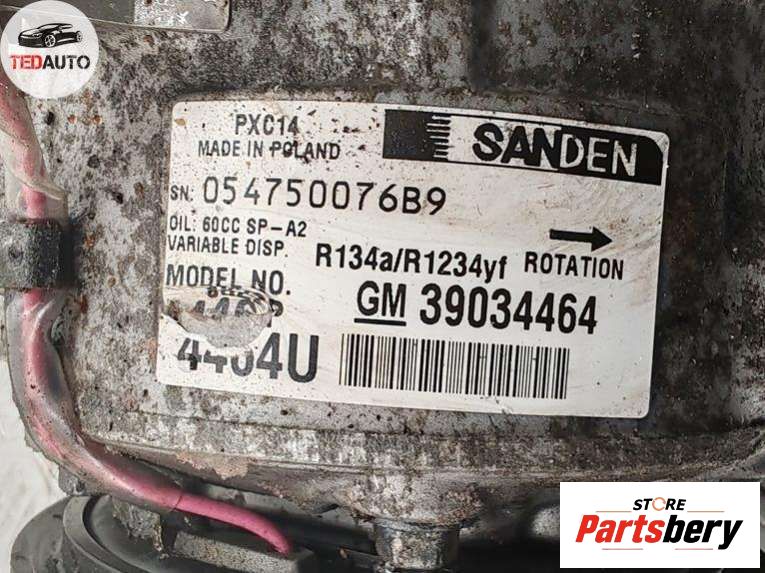 TEDAUTO
PXC14
MADE IN POLAND
SANDEN
SN: 054750076B9
OIL: 60CC SP-A2
VARIABLE DISP.
R134a/R1234yf ROTATION
MODEL NO.
GM 39034464
STORE
Partsbery